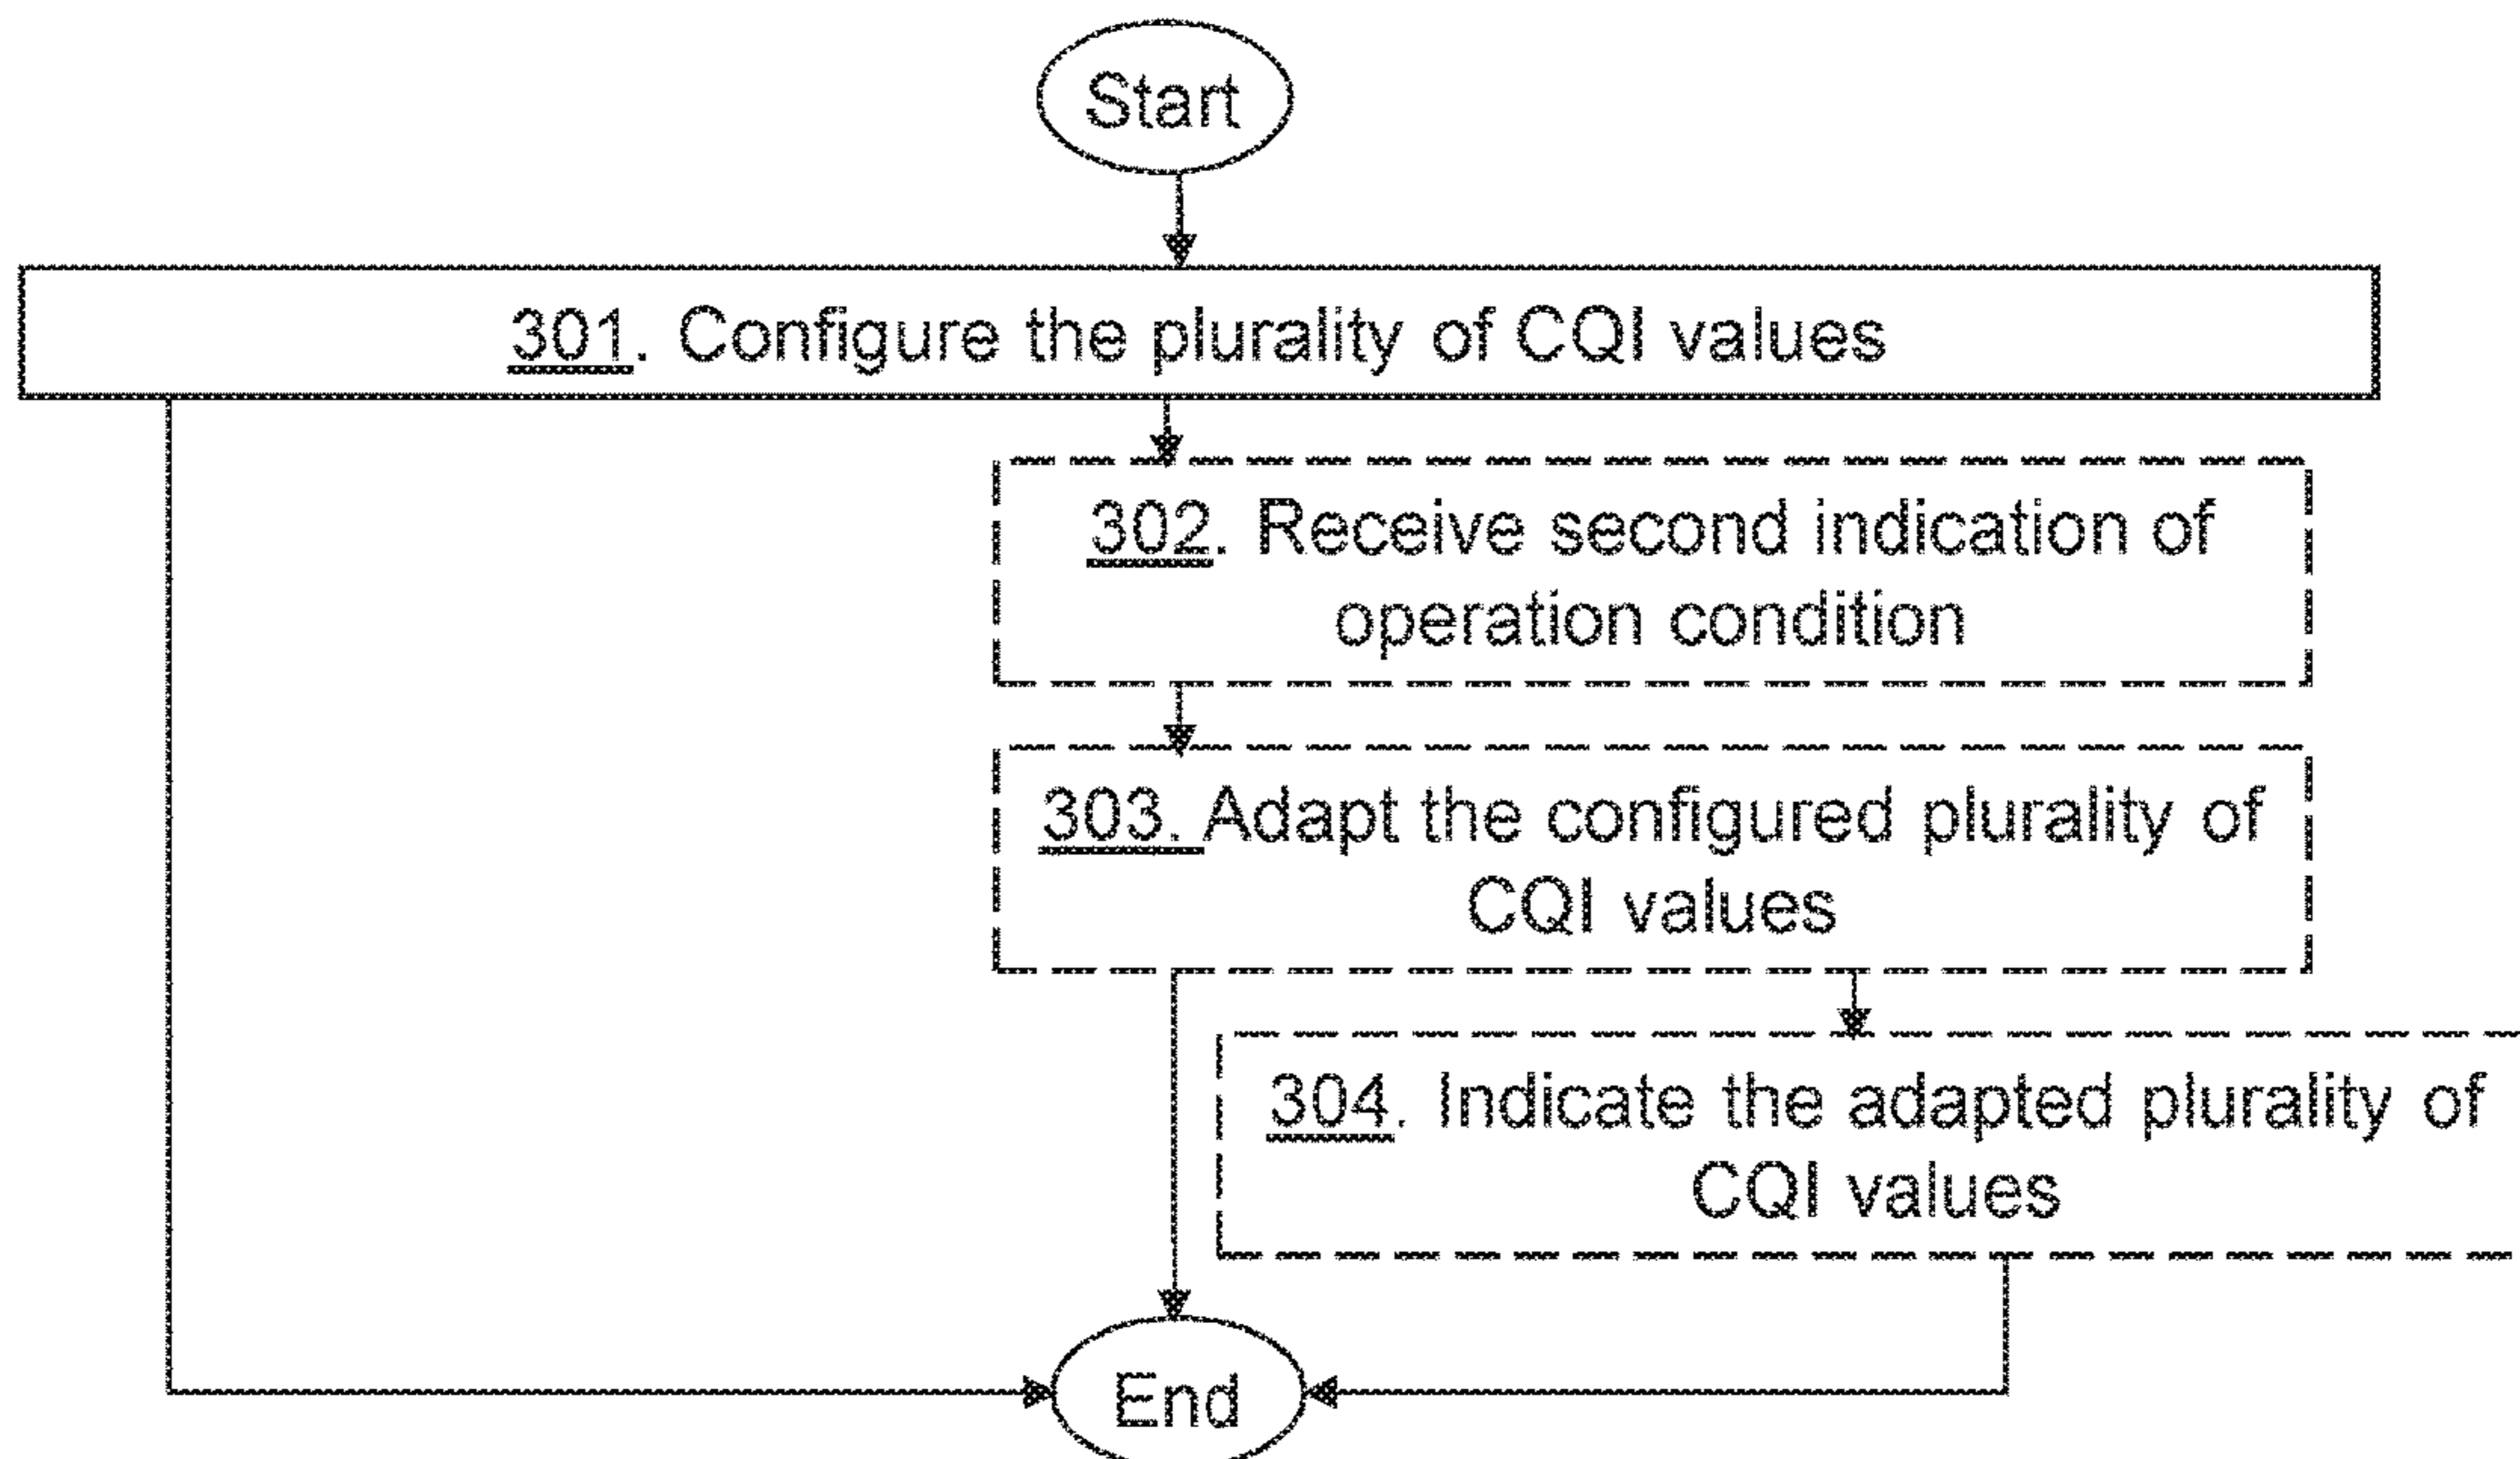 Start
301. Configure the plurality of CQI values
302. Receive second indication of
operation condition
303. Adapt the configured plurality of
CQI values
304. Indicate the adapted plurality of
CQI values
End